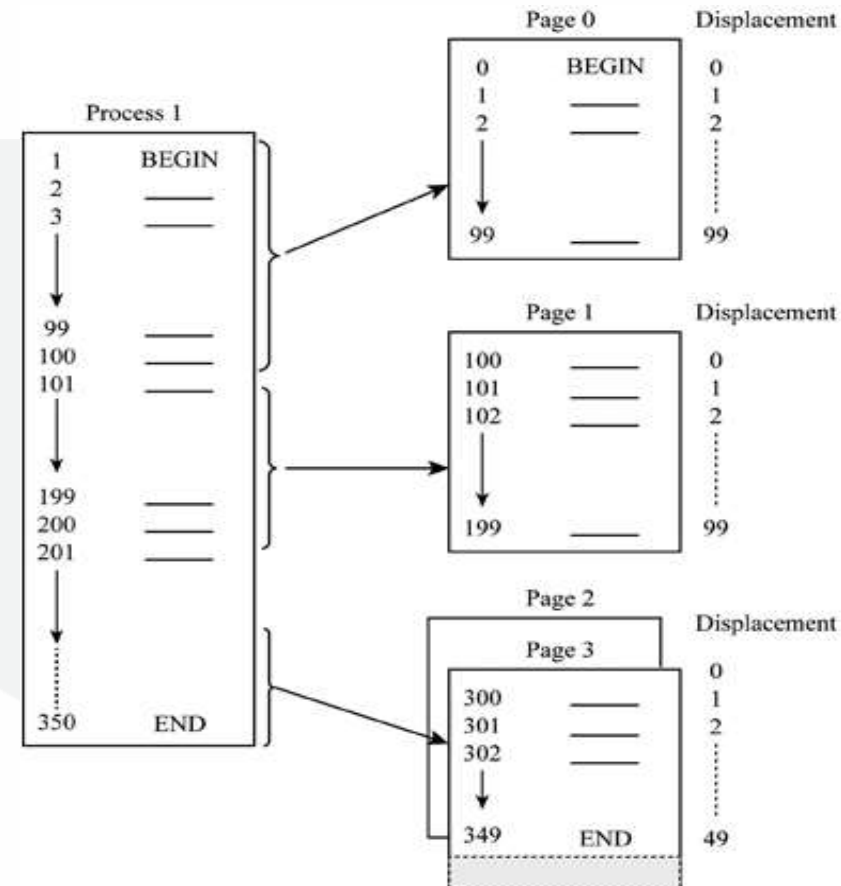 Process 1
1 BEGIN
2
3
99
100
101
199
200
201
350 END
Page 0 Displacement
0 BEGIN 0
1 1
2 2
99 99
Page 1 Displacement
100 0
101 1
102 2
199 99
Page 2
Displacement
Page 3
0
300 1
301 2
302
349 END 49